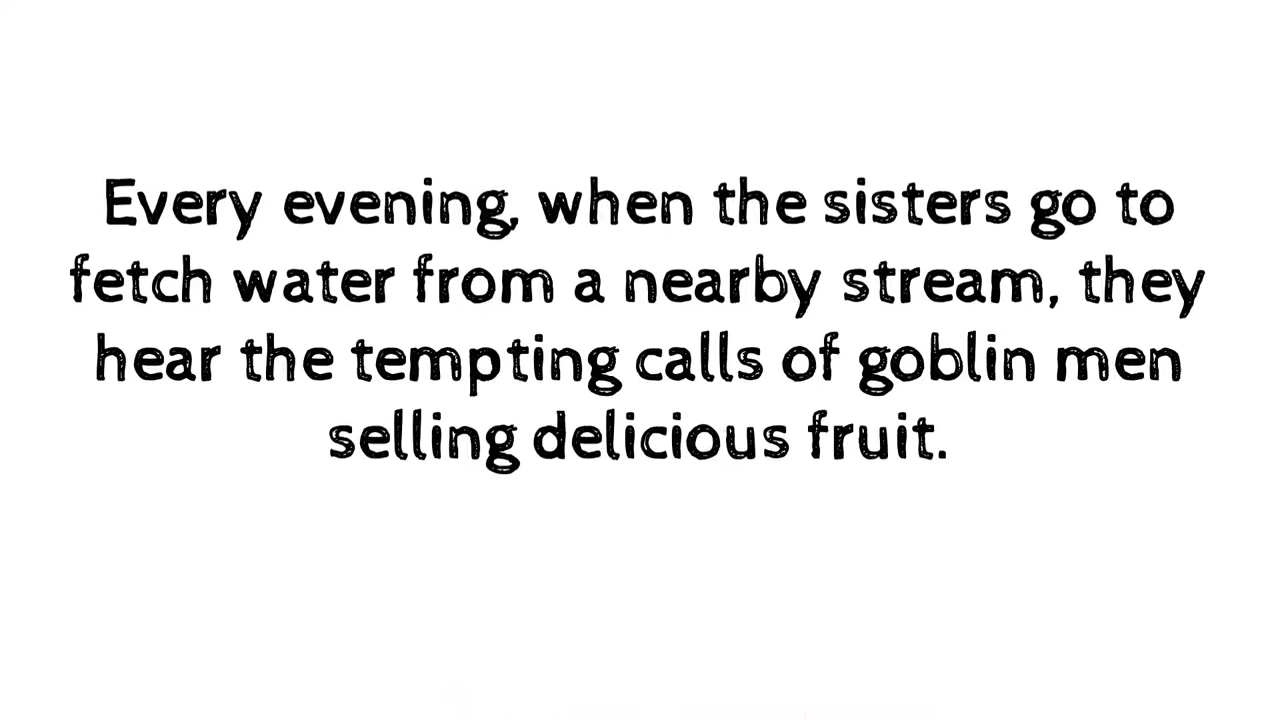 Every evening, when the sisters go to
fetch water from a nearby stream, they
hear the tempting calls of goblin men
selling delicious fruit.